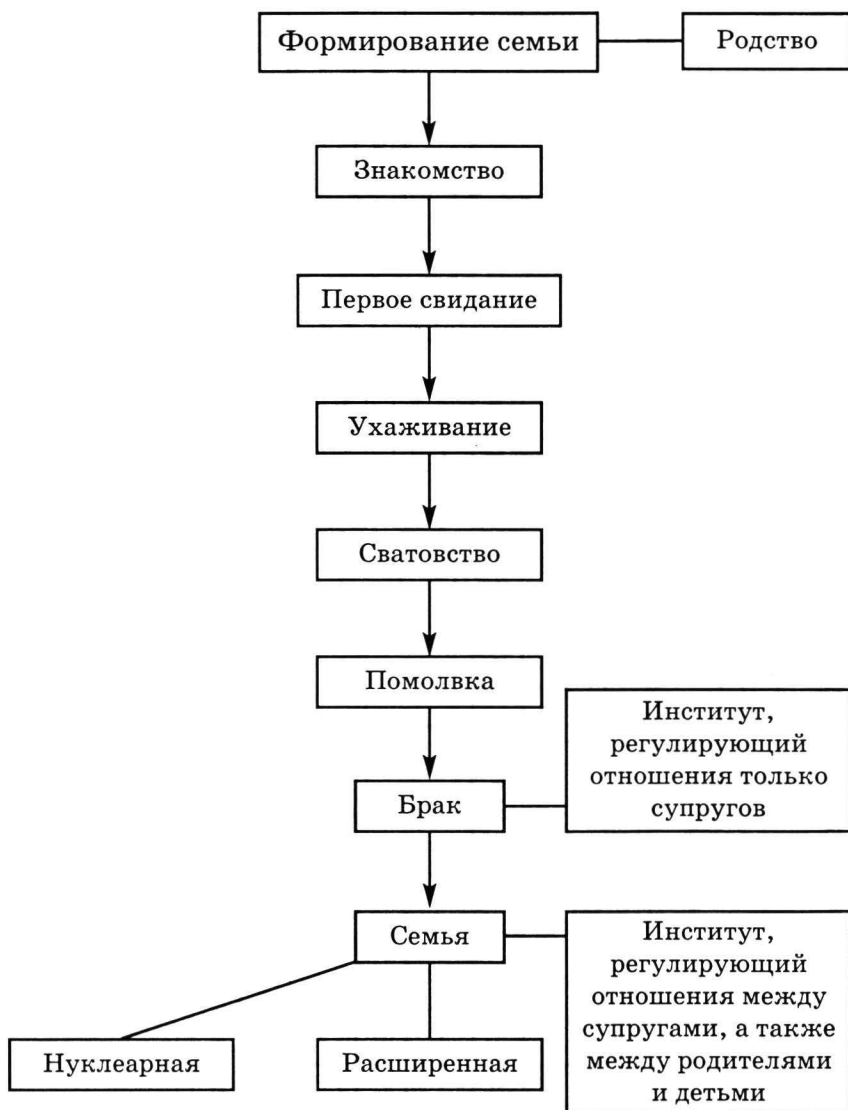 Формирование семьи
Родство
Знакомство
Первое свидание
Ухаживание
Сватовство
Помолвка
Институт,
регулирующий
отношения только
супругов
Брак
Семья
Институт,
регулирующий
отношения между
супругами, а также
между родителями
и детьми
Нуклеарная
Расширенная